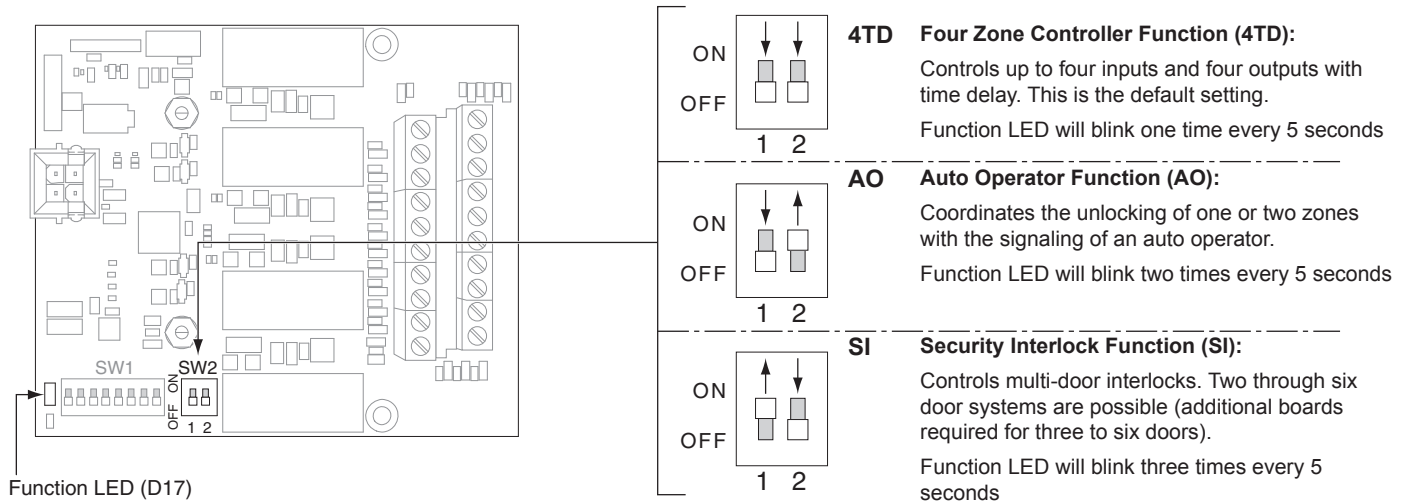 SW1
SW2
OFF ON
1 2
Function LED (D17)
ON
OFF
1 2
4TD Four Zone Controller Function (4TD):
Controls up to four inputs and four outputs with
time delay. This is the default setting.
Function LED will blink one time every 5 seconds
ON
OFF
1 2
AO Auto Operator Function (AO):
Coordinates the unlocking of one or two zones
with the signaling of an auto operator.
Function LED will blink two times every 5 seconds
ON
OFF
1 2
SI Security Interlock Function (SI):
Controls multi-door interlocks. Two through six
door systems are possible (additional boards
required for three to six doors).
Function LED will blink three times every 5
seconds